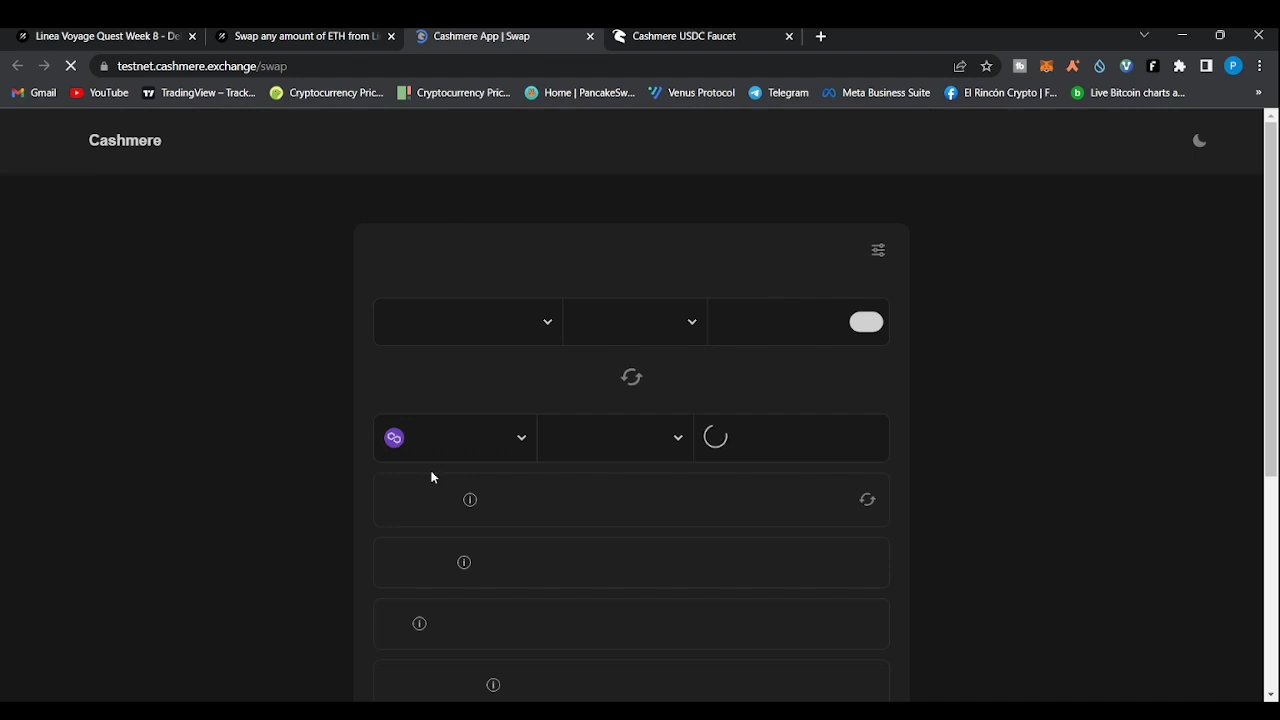 Linea Voyage Quest Week 8 - De
Swap any amount of ETH from Li
Cashmere App | Swap
Cashmere USDC Faucet
testnet.cashmere.exchange/swap
Gmail
YouTube
TradingView – Track...
Cryptocurrency Pric...
Cryptocurrency Pric...
Home | PancakeSw...
Venus Protocol
Telegram
Meta Business Suite
El Rincón Crypto | F...
Live Bitcoin charts a...
»
P
Cashmere